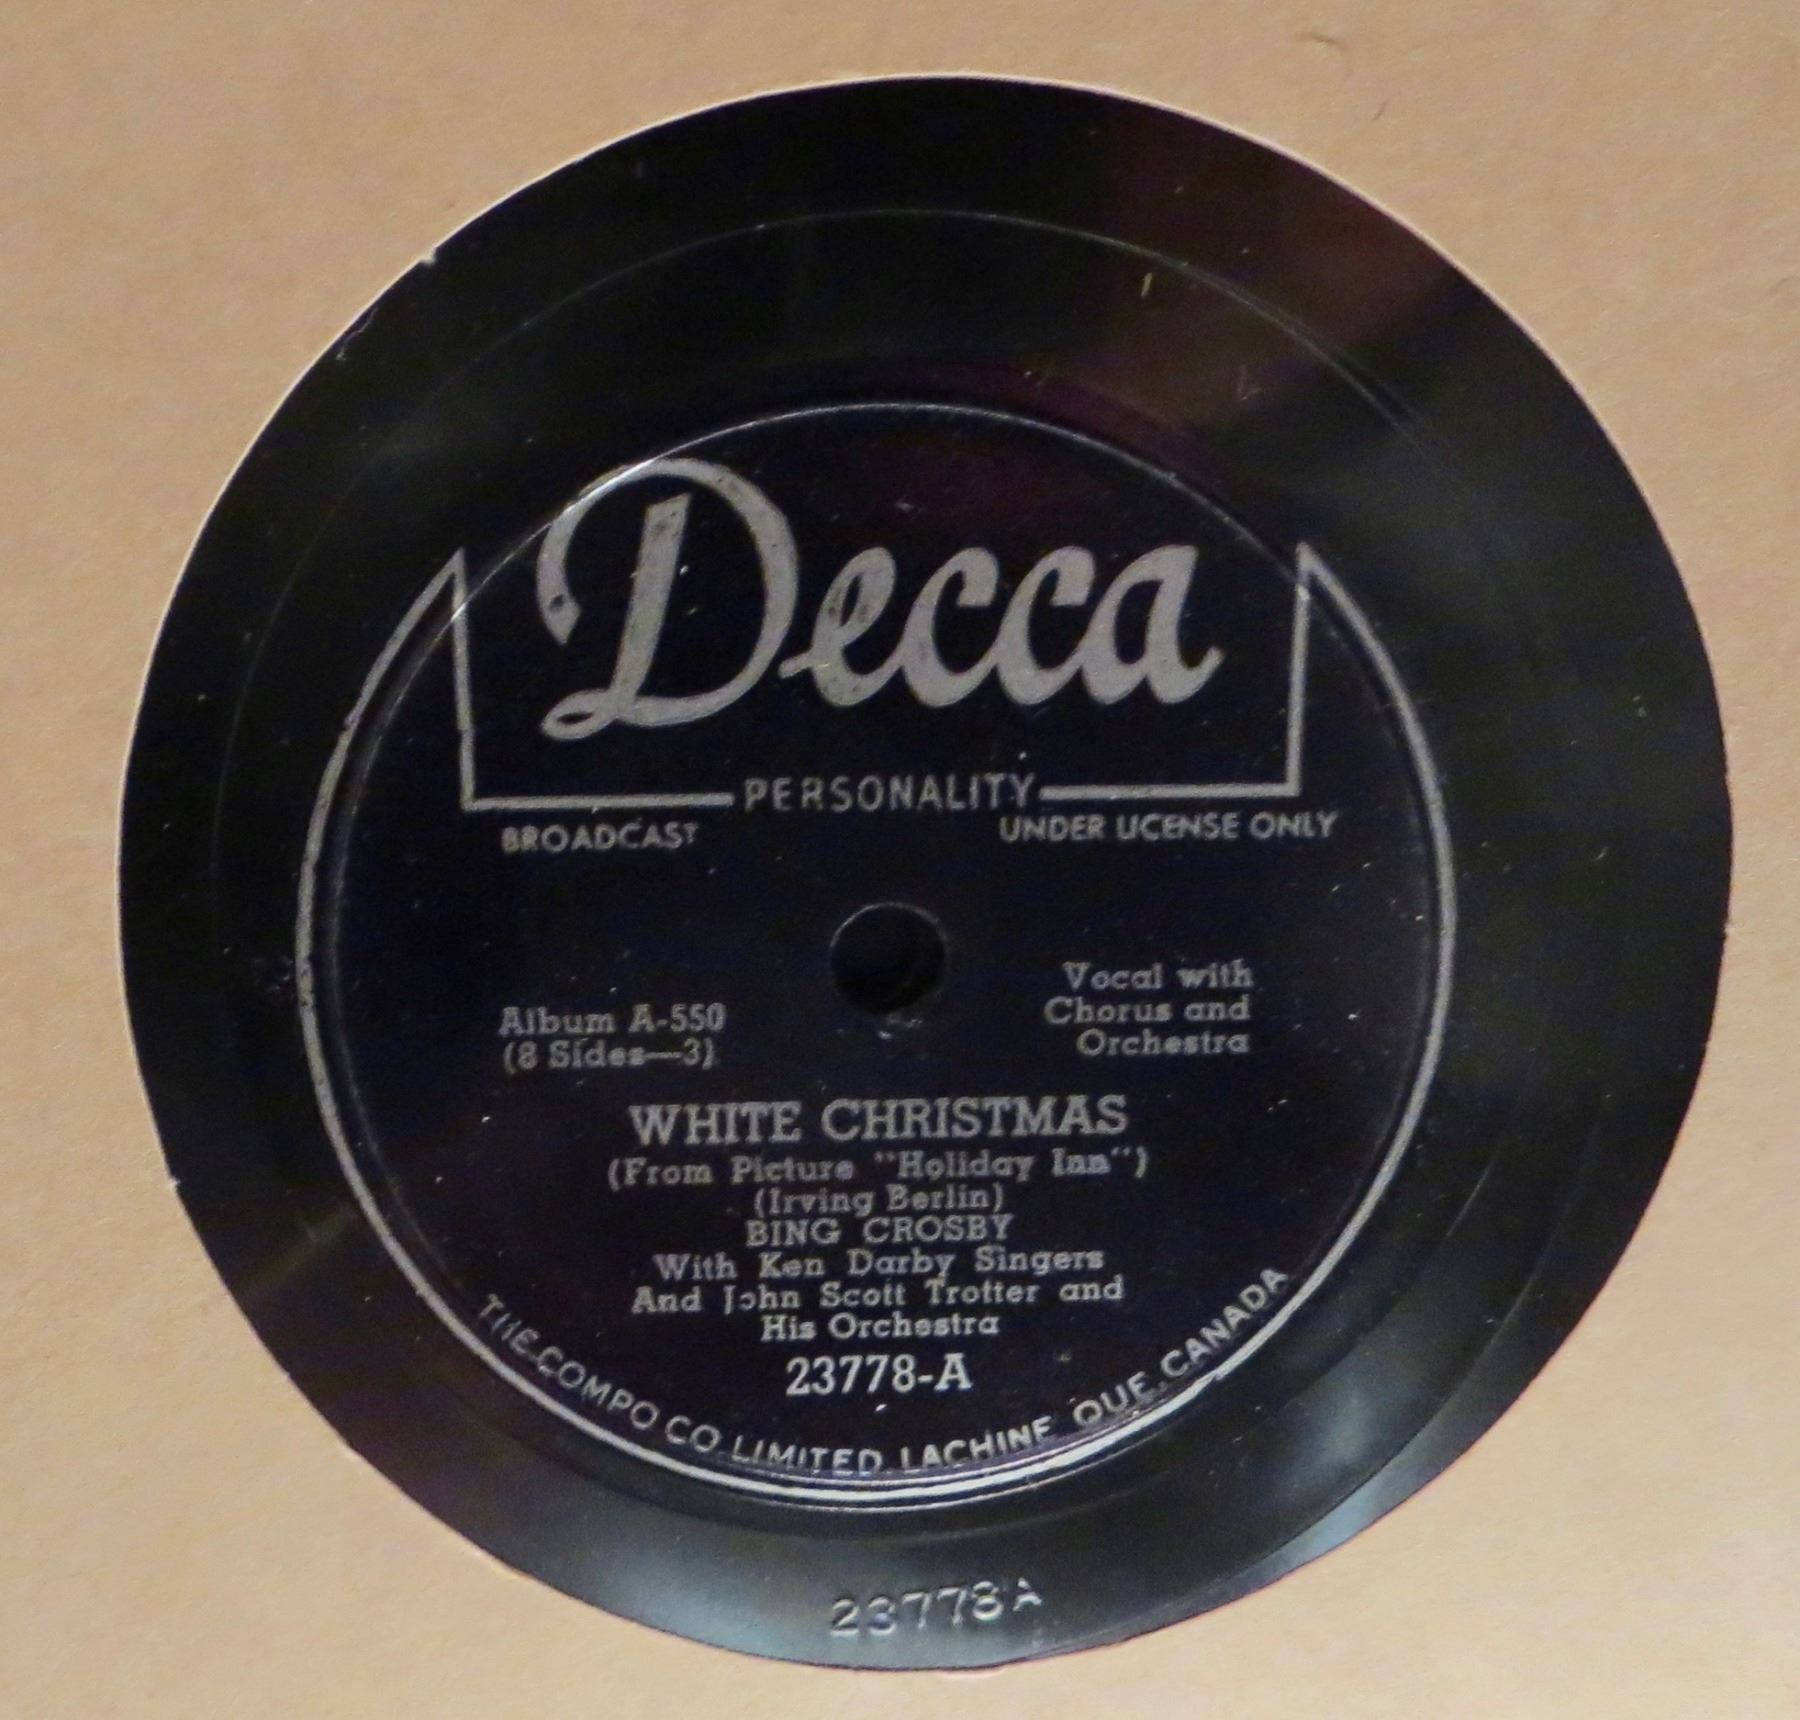 Decca
PERSONALITY
BROADCAST UNDER LICENSE ONLY
Vocal with
Chorus and
Orchestra
Album A-550
(8 Sides—3)
WHITE CHRISTMAS
(From Picture "Holiday Inn")
(Irving Berlin)
BING CROSBY
With Ken Darby Singers
And John Scott Trotter and
His Orchestra
23778-A
THE COMPO CO. LIMITED, LACHINE QUE. CANADA
23778A